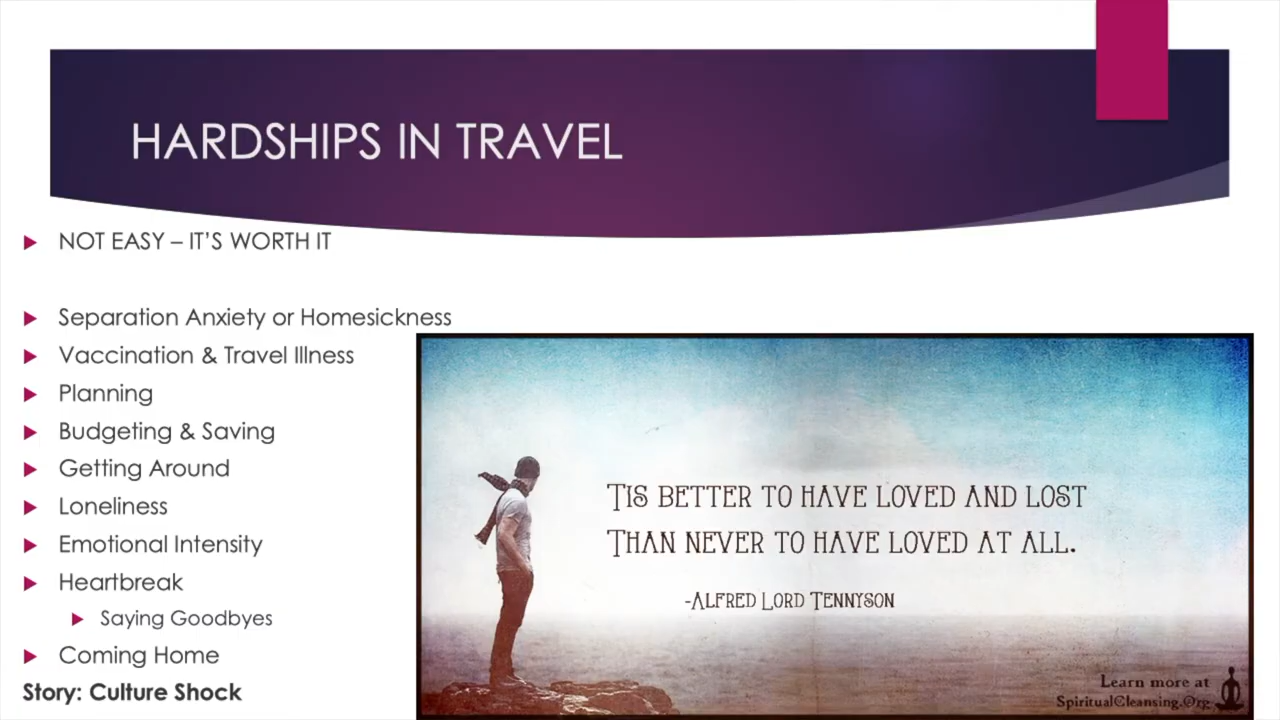 HARDSHIPS IN TRAVEL
NOT EASY – IT'S WORTH IT
Separation Anxiety or Homesickness
Vaccination & Travel Illness
Planning
Budgeting & Saving
Getting Around
Loneliness
Emotional Intensity
Heartbreak
Saying Goodbyes
Coming Home
Story: Culture Shock
TIS BETTER TO HAVE LOVED AND LOST
THAN NEVER TO HAVE LOVED AT ALL.
-ALFRED LORD TENNYSON
Learn more at
SpiritualCleansing.Org